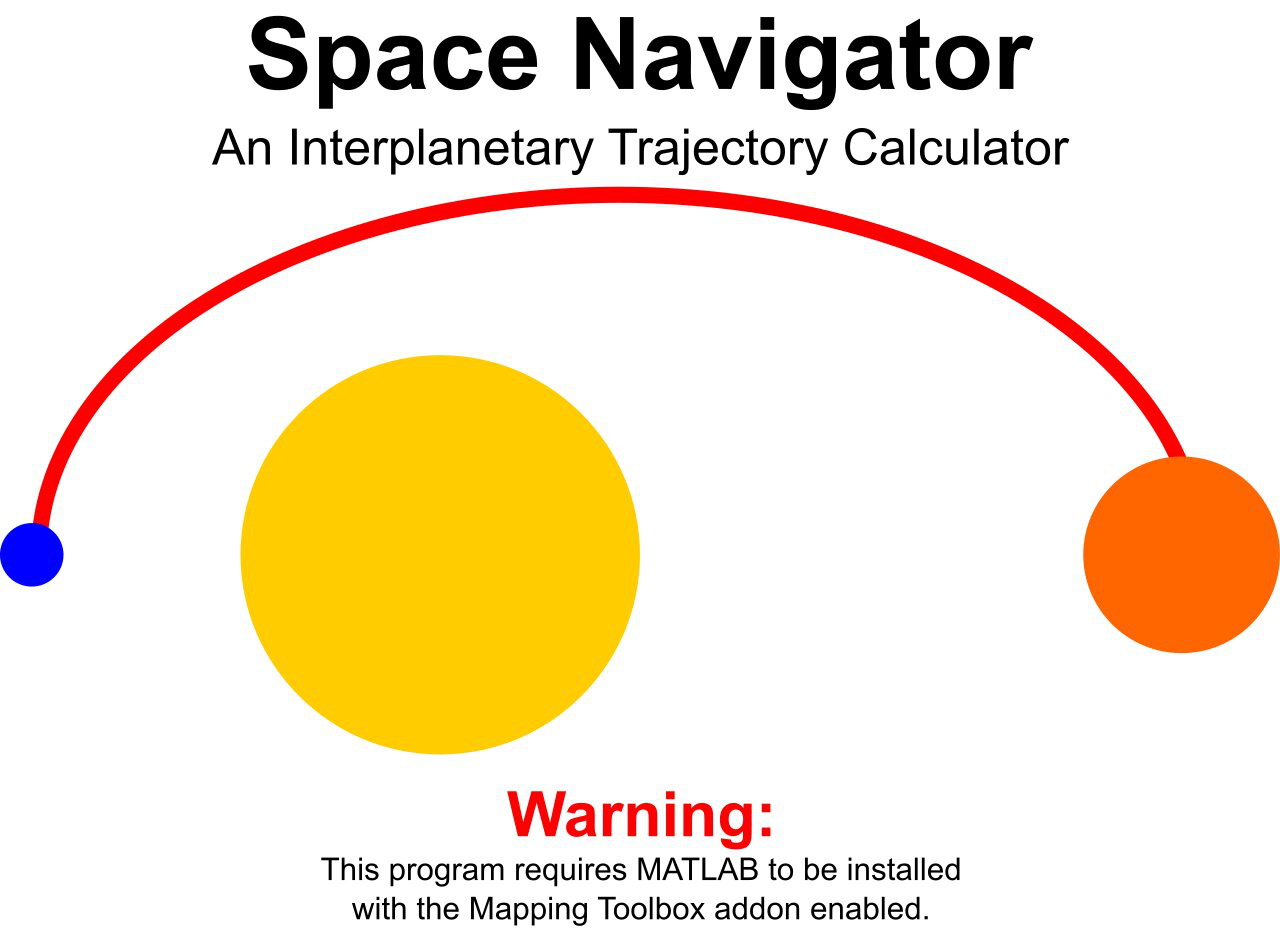 Space Navigator
An Interplanetary Trajectory Calculator
Warning:
This program requires MATLAB to be installed
with the Mapping Toolbox addon enabled.